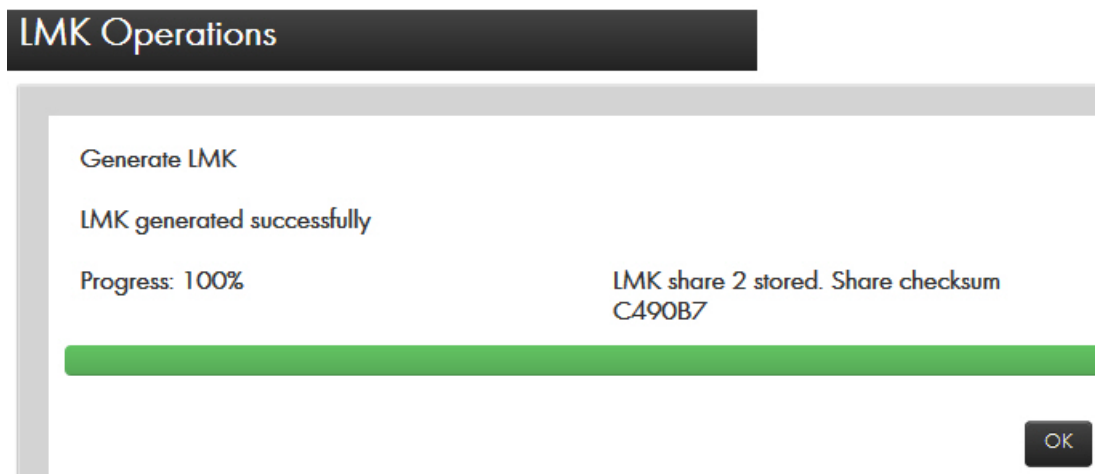 LMK Operations
Generate LMK
LMK generated successfully
Progress: 100%
LMK share 2 stored. Share checksum
C490B7
OK